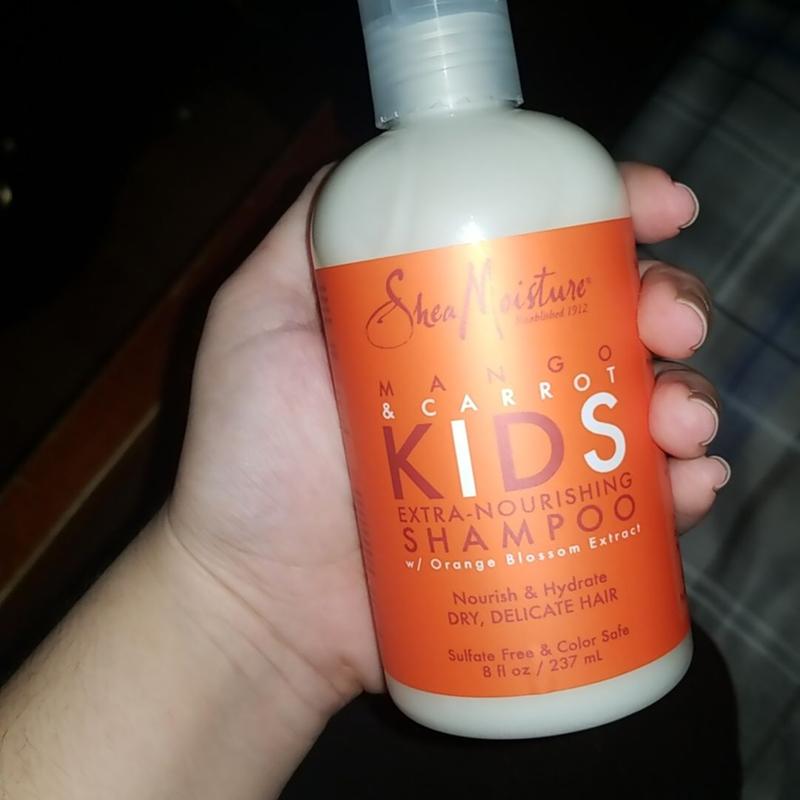 SheaMoisture®
Established 1912
MANGO
& CARROT
KIDS
EXTRA-NOURISHING
SHAMPOO
w/ Orange Blossom Extract
Nourish & Hydrate
DRY, DELICATE HAIR
Sulfate Free & Color Safe
8 fl oz / 237 mL